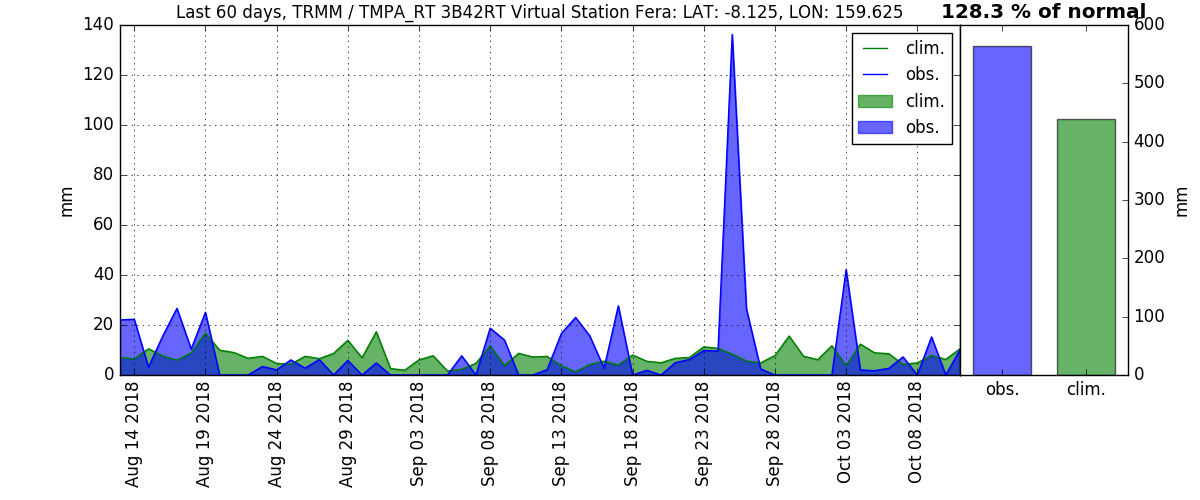 Last 60 days, TRMM / TMPA_RT 3B42RT Virtual Station Fera: LAT: -8.125, LON: 159.625
128.3 % of normal
140
120
100
80
60
40
20
0
mm
clim.
obs.
clim.
obs.
600
500
400
300
200
100
0
mm
Aug 14 2018
Aug 19 2018
Aug 24 2018
Aug 29 2018
Sep 03 2018
Sep 08 2018
Sep 13 2018
Sep 18 2018
Sep 23 2018
Sep 28 2018
Oct 03 2018
Oct 08 2018
obs.
clim.